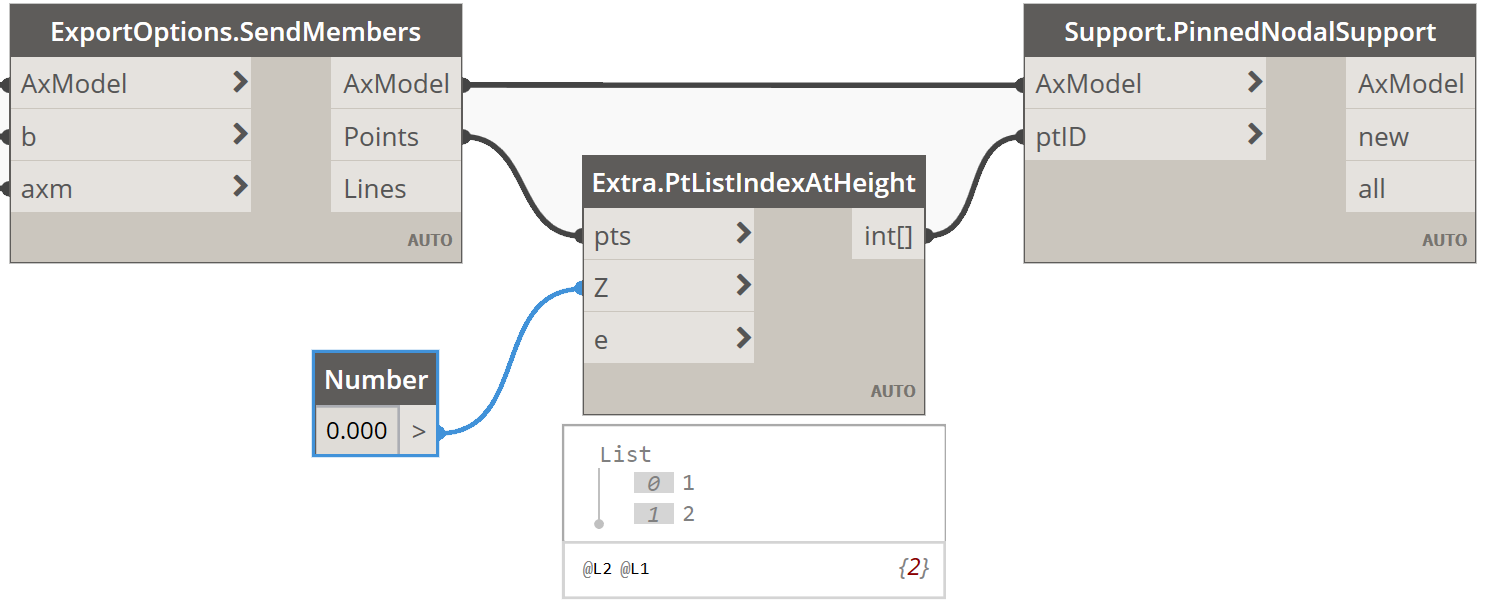 ExportOptions.SendMembers
AxModel > AxModel
b > Points
axm > Lines
AUTO
Extra.PtListIndexAtHeight
pts > int[]
Z >
e >
AUTO
Number
0.000 >
List
0 1
1 2
@L2 @L1 {2}
Support.PinnedNodalSupport
AxModel > AxModel
ptID > new
all
AUTO